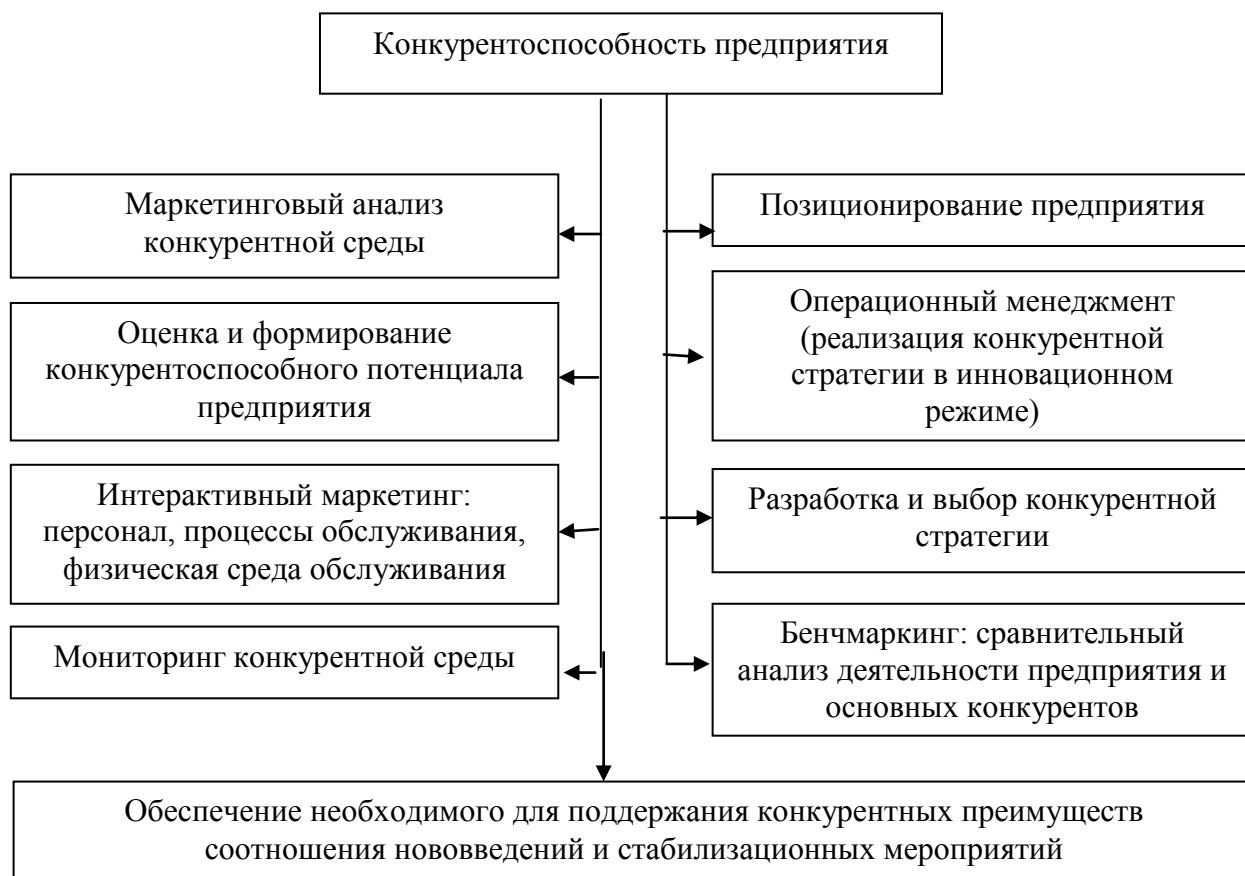 Конкурентоспособность предприятия
Маркетинговый анализ
конкурентной среды
Позиционирование предприятия
Оценка и формирование
конкурентоспособного потенциала
предприятия
Операционный менеджмент
(реализация конкурентной
стратегии в инновационном
режиме)
Интерактивный маркетинг:
персонал, процессы обслуживания,
физическая среда обслуживания
Разработка и выбор конкурентной
стратегии
Мониторинг конкурентной среды
Бенчмаркинг: сравнительный
анализ деятельности предприятия и
основных конкурентов
Обеспечение необходимого для поддержания конкурентных преимуществ
соотношения нововведений и стабилизационных мероприятий